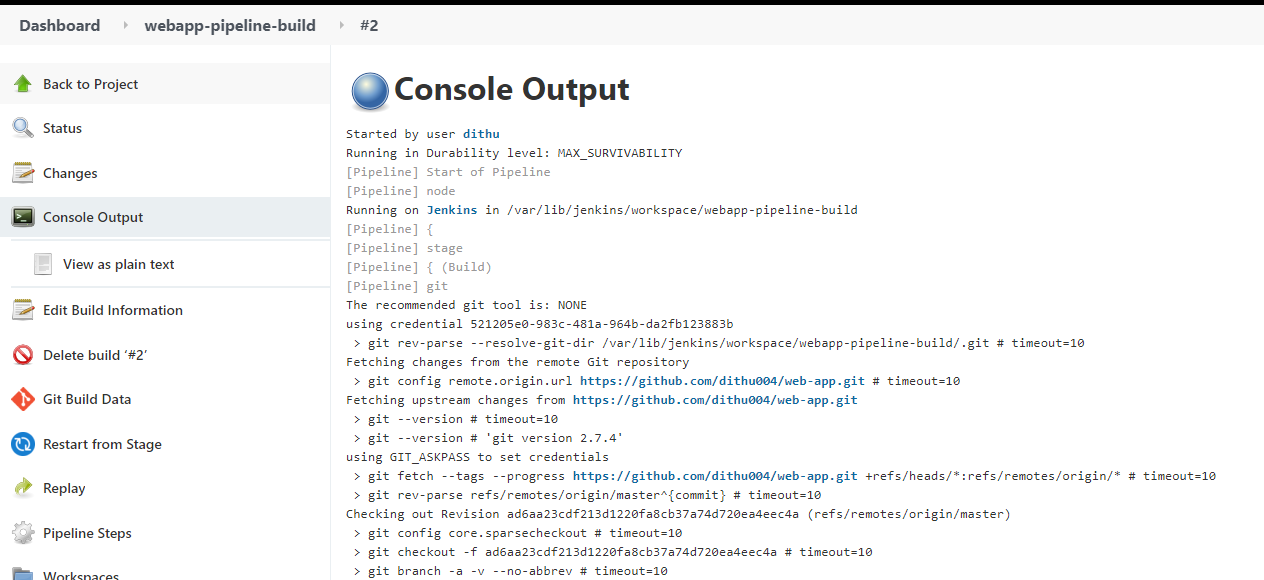 Dashboard webapp-pipeline-build #2
Back to Project
Status
Changes
Console Output
View as plain text
Edit Build Information
Delete build '#2'
Git Build Data
Restart from Stage
Replay
Pipeline Steps
Workspaces
Console Output
Started by user dithu
Running in Durability level: MAX_SURVIVABILITY
[Pipeline] Start of Pipeline
[Pipeline] node
Running on Jenkins in /var/lib/jenkins/workspace/webapp-pipeline-build
[Pipeline] {
[Pipeline] stage
[Pipeline] { (Build)
[Pipeline] git
The recommended git tool is: NONE
using credential 521205e0-983c-481a-964b-da2fb123883b
> git rev-parse --resolve-git-dir /var/lib/jenkins/workspace/webapp-pipeline-build/.git # timeout=10
Fetching changes from the remote Git repository
> git config remote.origin.url https://github.com/dithu004/web-app.git # timeout=10
Fetching upstream changes from https://github.com/dithu004/web-app.git
> git --version # timeout=10
> git --version # 'git version 2.7.4'
using GIT_ASKPASS to set credentials
> git fetch --tags --progress https://github.com/dithu004/web-app.git +refs/heads/*:refs/remotes/origin/* # timeout=10
> git rev-parse refs/remotes/origin/master^{commit} # timeout=10
Checking out Revision ad6aa23cdf213d1220fa8cb37a74d720ea4eec4a (refs/remotes/origin/master)
> git config core.sparsecheckout # timeout=10
> git checkout -f ad6aa23cdf213d1220fa8cb37a74d720ea4eec4a # timeout=10
> git branch -a -v --no-abbrev # timeout=10